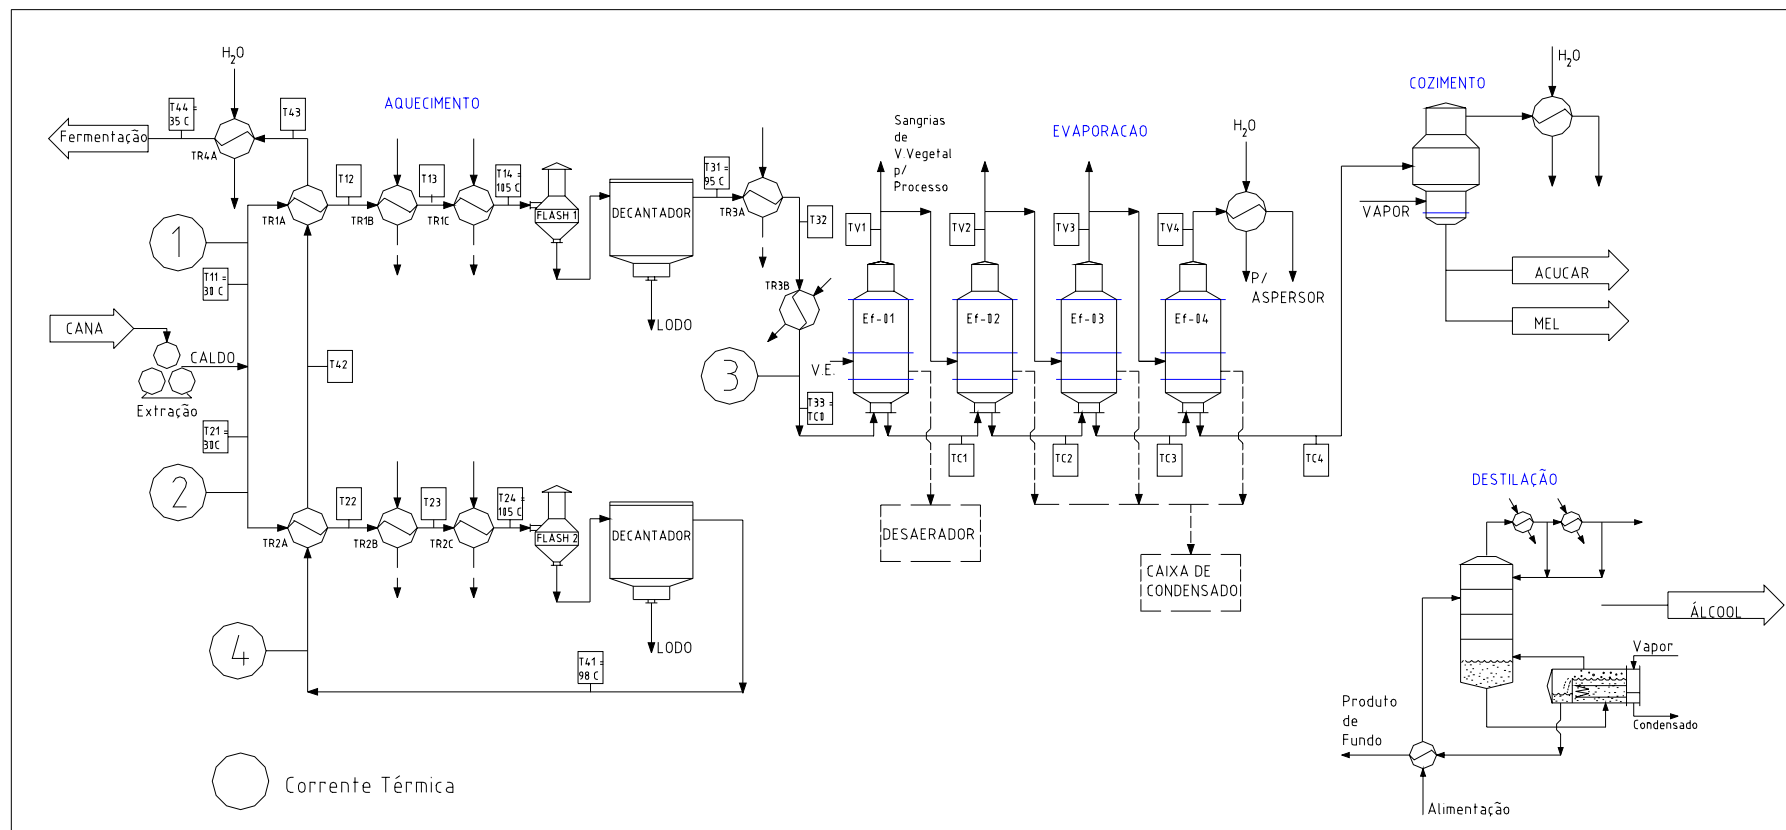 H2O
T44 =
35 C
T43
Fermentação
TR4A
AQUECIMENTO
T12
T13
T14 =
105 C
TR1A
TR1B
TR1C
FLASH 1
DECANTADOR
LODO
1
T11 =
30 C
CANA
CALDO
Extração
T42
T21 =
30C
2
T22
T23
T24 =
105 C
TR2A
TR2B
TR2C
FLASH 2
DECANTADOR
LODO
4
T41 =
98 C
Corrente Térmica
T31 =
95 C
TR3A
T32
TR3B
3
T33 =
TC0
Sangrias
de
V.Vegetal
p/
Processo
EVAPORACAO
H2O
TV1
TV2
TV3
TV4
P/
ASPERSOR
Ef-01
Ef-02
Ef-03
Ef-04
V.E.
TC1
TC2
TC3
TC4
DESAERADOR
CAIXA DE
CONDENSADO
COZIMENTO
H2O
VAPOR
ACUCAR
MEL
DESTILAÇÃO
ÁLCOOL
Vapor
Condensado
Produto
de
Fundo
Alimentação